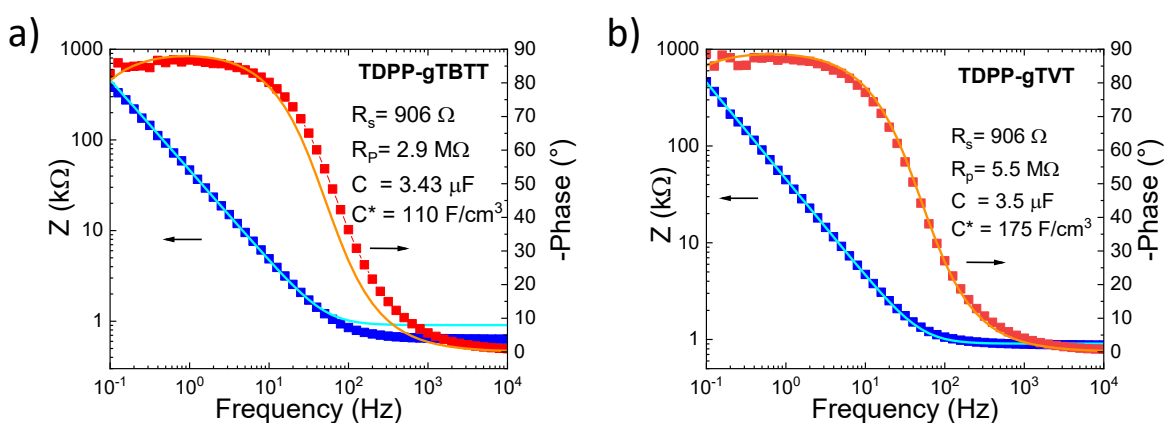 a)
TDPP-gTBTT
R_s= 906 Ω
R_P= 2.9 MΩ
C = 3.43 μF
C* = 110 F/cm³
Z (kΩ)
1000
100
10
1
-Phase (°)
90
80
70
60
50
40
30
20
10
0
10⁻¹ 10⁰ 10¹ 10² 10³ 10⁴
Frequency (Hz)
b)
TDPP-gTVT
R_s= 906 Ω
R_p= 5.5 MΩ
C = 3.5 μF
C* = 175 F/cm³
Z (kΩ)
1000
100
10
1
-Phase (°)
90
80
70
60
50
40
30
20
10
0
10⁻¹ 10⁰ 10¹ 10² 10³ 10⁴
Frequency (Hz)